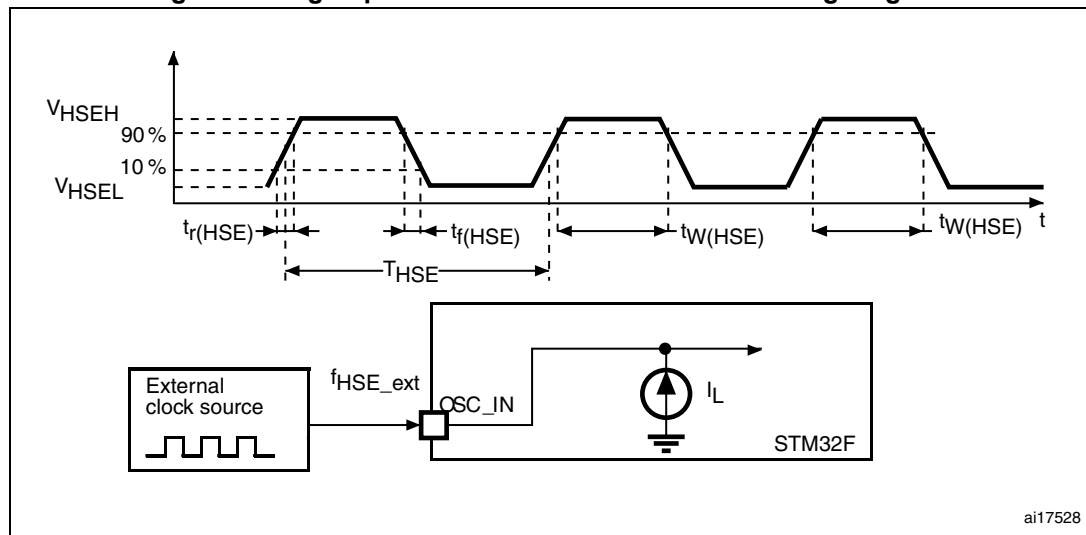 VHSEH
90 %
10 %
VHSEL
tr(HSE)
tf(HSE)
tW(HSE)
tW(HSE)
t
THSE
External
clock source
fHSE_ext
OSC_IN
IL
STM32F
ai17528